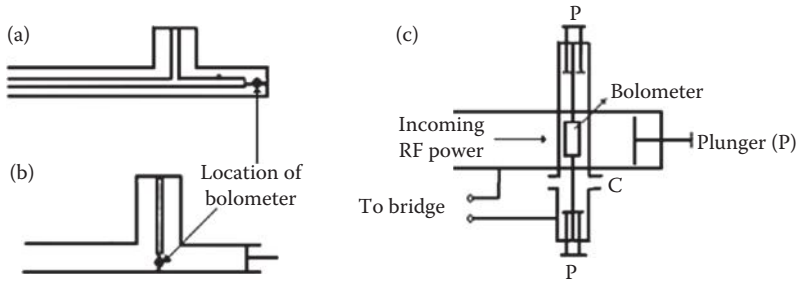 (a)
Location of
bolometer
(b)
(c)
P
Bolometer
Incoming
RF power
Plunger (P)
C
To bridge
P